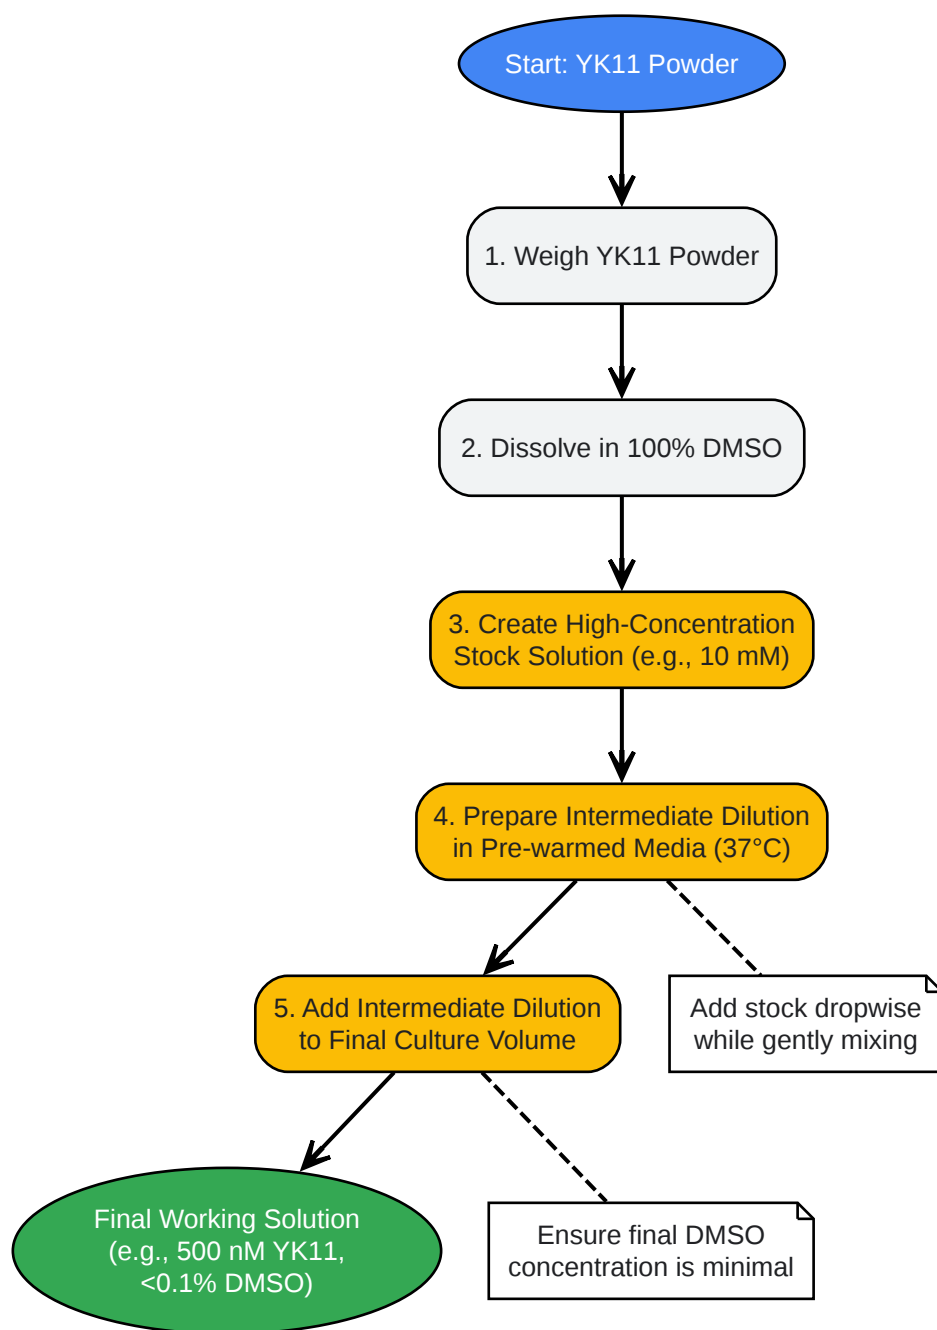 Start: YK11 Powder
1. Weigh YK11 Powder
2. Dissolve in 100% DMSO
3. Create High-Concentration
Stock Solution (e.g., 10 mM)
4. Prepare Intermediate Dilution
in Pre-warmed Media (37°C)
5. Add Intermediate Dilution
to Final Culture Volume
Add stock dropwise
while gently mixing
Final Working Solution
(e.g., 500 nM YK11,
<0.1% DMSO)
Ensure final DMSO
concentration is minimal